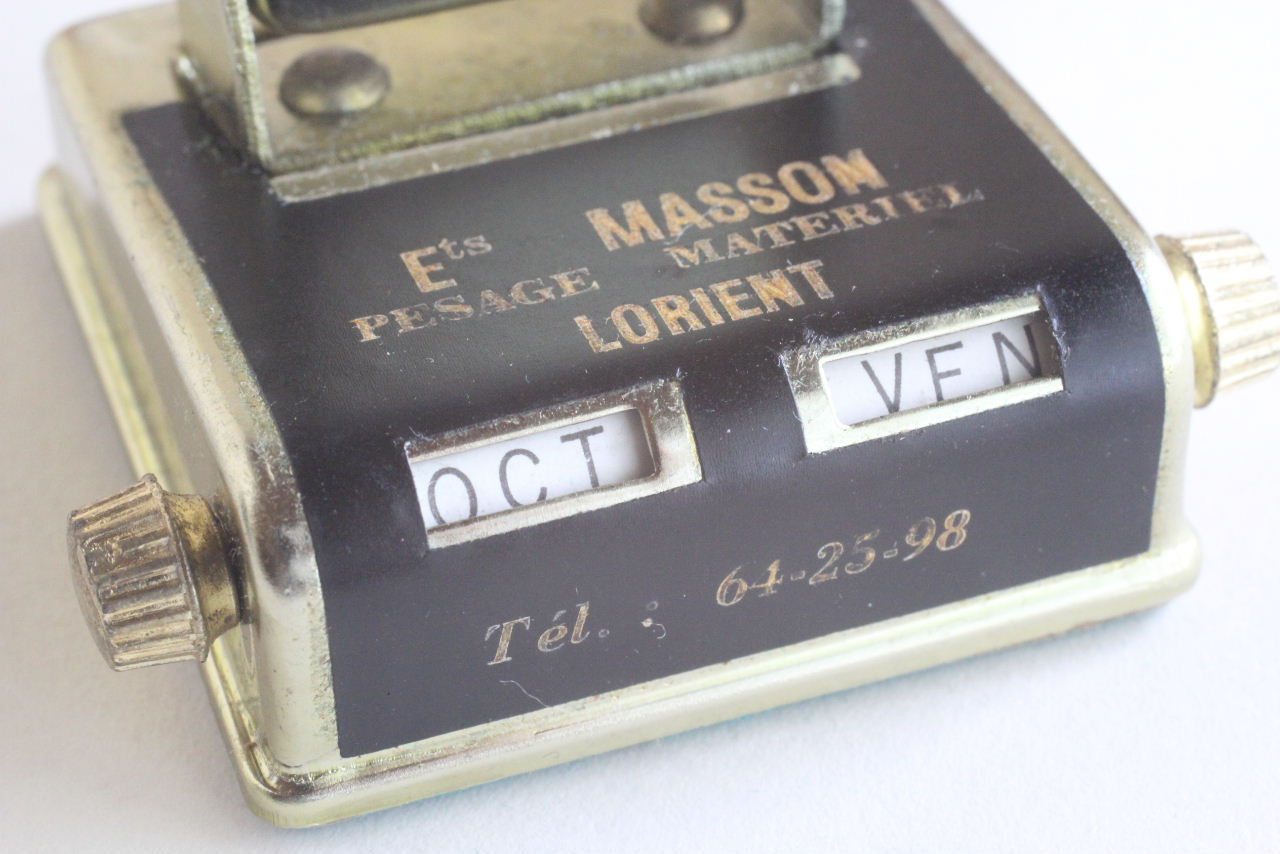 Ets MASSON
PESAGE MATERIEL
LORIENT
OCT VEN
Tél. : 64-25-98